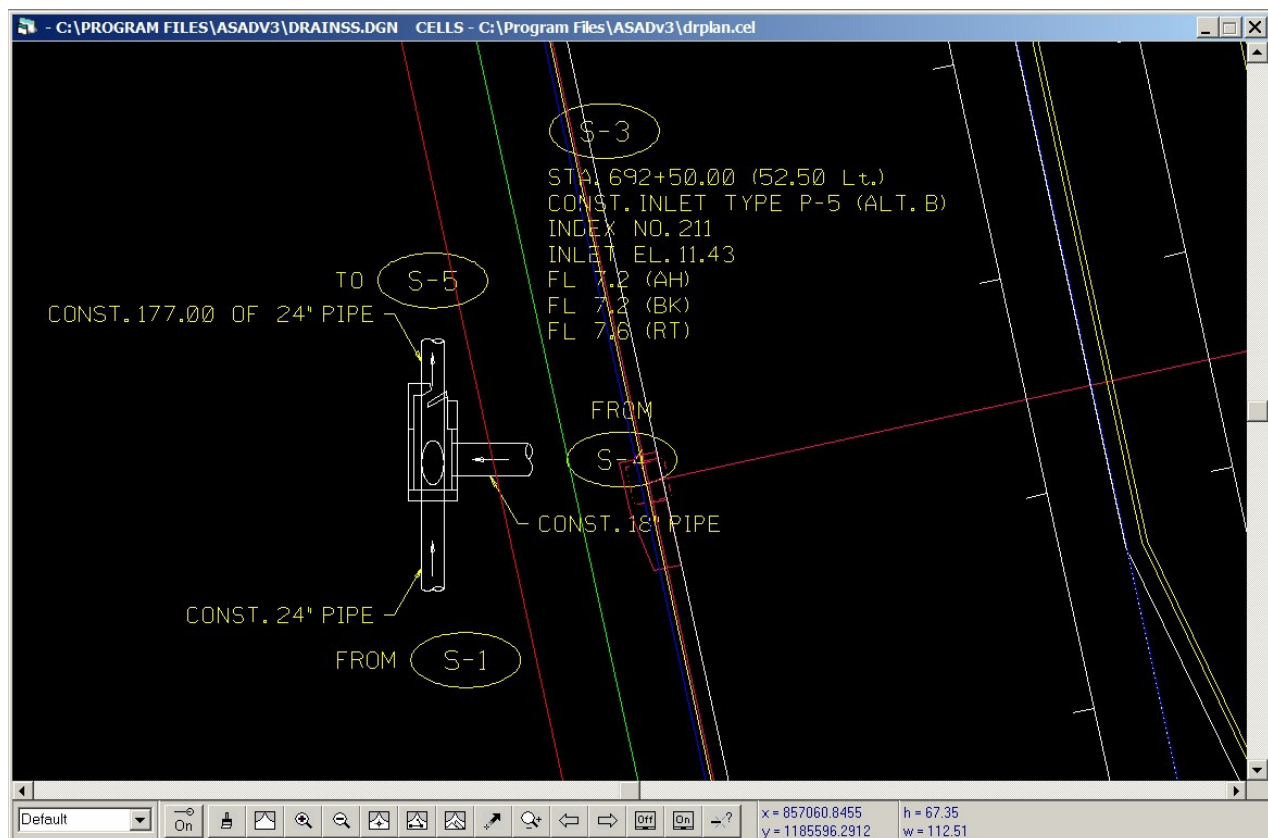 - C:\PROGRAM FILES\ASADV3\DRAINSS.DGN CELLS - C:\Program Files\ASADv3\drplan.cel
S-3
STA. 692+50.00 (52.50 Lt.)
CONST. INLET TYPE P-5 (ALT. B)
INDEX NO. 211
INLET EL. 11.43
FL 7.2 (AH)
FL 7.2 (BK)
FL 7.6 (RT)
TO S-5
CONST. 177.00 OF 24" PIPE
FROM
S-4
CONST. 18" PIPE
CONST. 24" PIPE
FROM S-1
Default
On
Off
On
x = 857060.8455
y = 1185596.2912
h = 67.35
w = 112.51